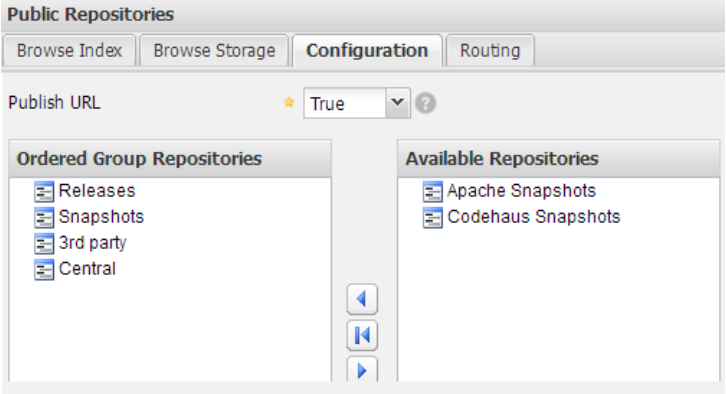 Public Repositories
Browse Index Browse Storage Configuration Routing
Publish URL True ?
Ordered Group Repositories
Releases
Snapshots
3rd party
Central
Available Repositories
Apache Snapshots
Codehaus Snapshots